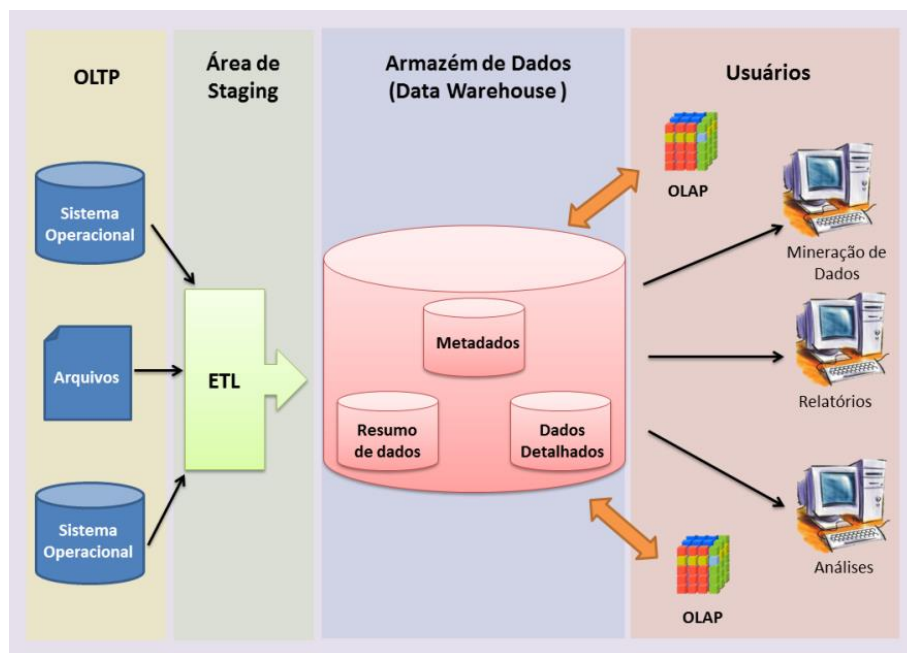 OLTP
Sistema
Operacional
Arquivos
Sistema
Operacional
Área de
Staging
ETL
Armazém de Dados
(Data Warehouse )
Metadados
Resumo
de dados
Dados
Detalhados
Usuários
OLAP
Mineração de
Dados
Relatórios
Análises
OLAP